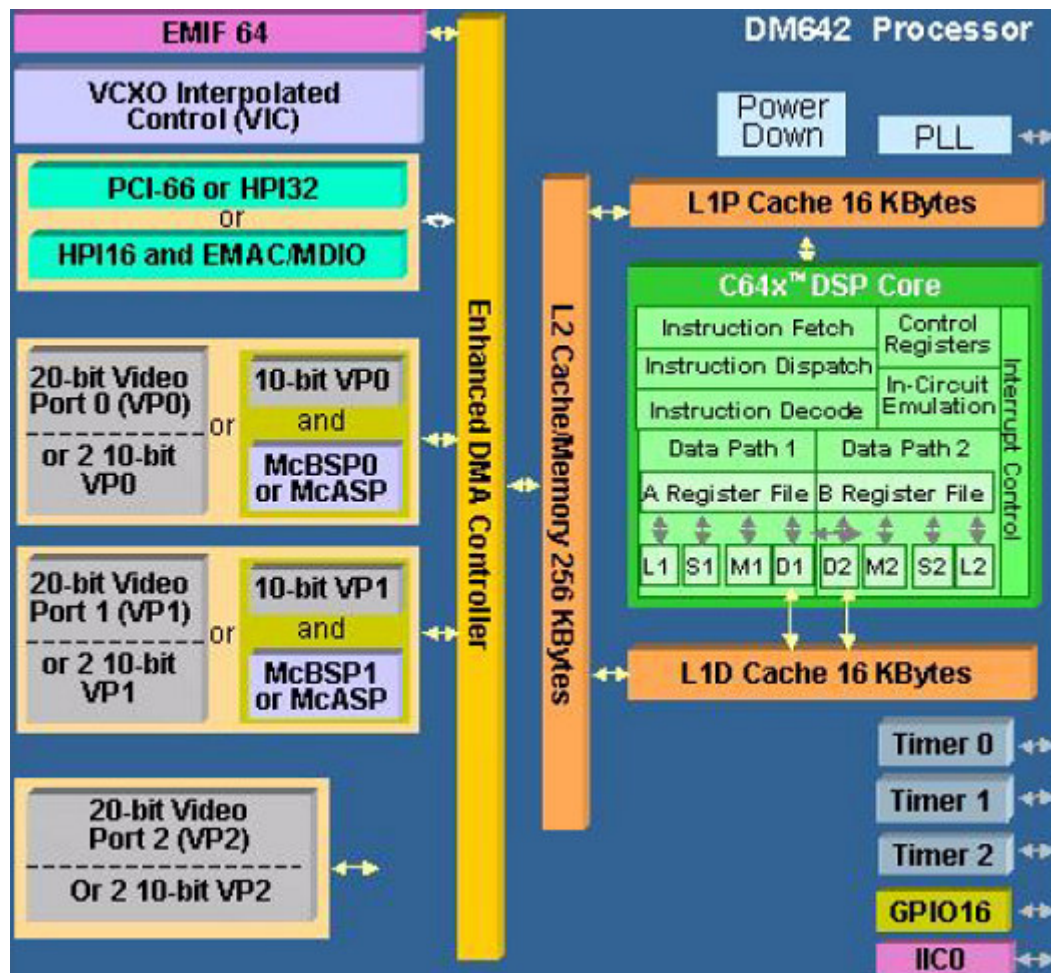 EMIF 64
DM642 Processor
VCXO Interpolated
Control (VIC)
Power
Down
PLL
PCI-66 or HPI32
or
HPI16 and EMAC/MDIO
L1P Cache 16 KBytes
C64x™ DSP Core
Instruction Fetch
Control
Registers
Instruction Dispatch
In-Circuit
Emulation
Instruction Decode
Interrupt Control
Data Path 1
Data Path 2
A Register File
B Register File
L1
S1
M1
D1
D2
M2
S2
L2
20-bit Video
Port 0 (VP0)
or 2 10-bit
VP0
or
10-bit VP0
and
McBSP0
or McASP
Enhanced DMA Controller
L2 Cache/Memory 256 KBytes
20-bit Video
Port 1 (VP1)
or 2 10-bit
VP1
or
10-bit VP1
and
McBSP1
or McASP
L1D Cache 16 KBytes
Timer 0
Timer 1
Timer 2
20-bit Video
Port 2 (VP2)
Or 2 10-bit VP2
GPIO16
IIC0